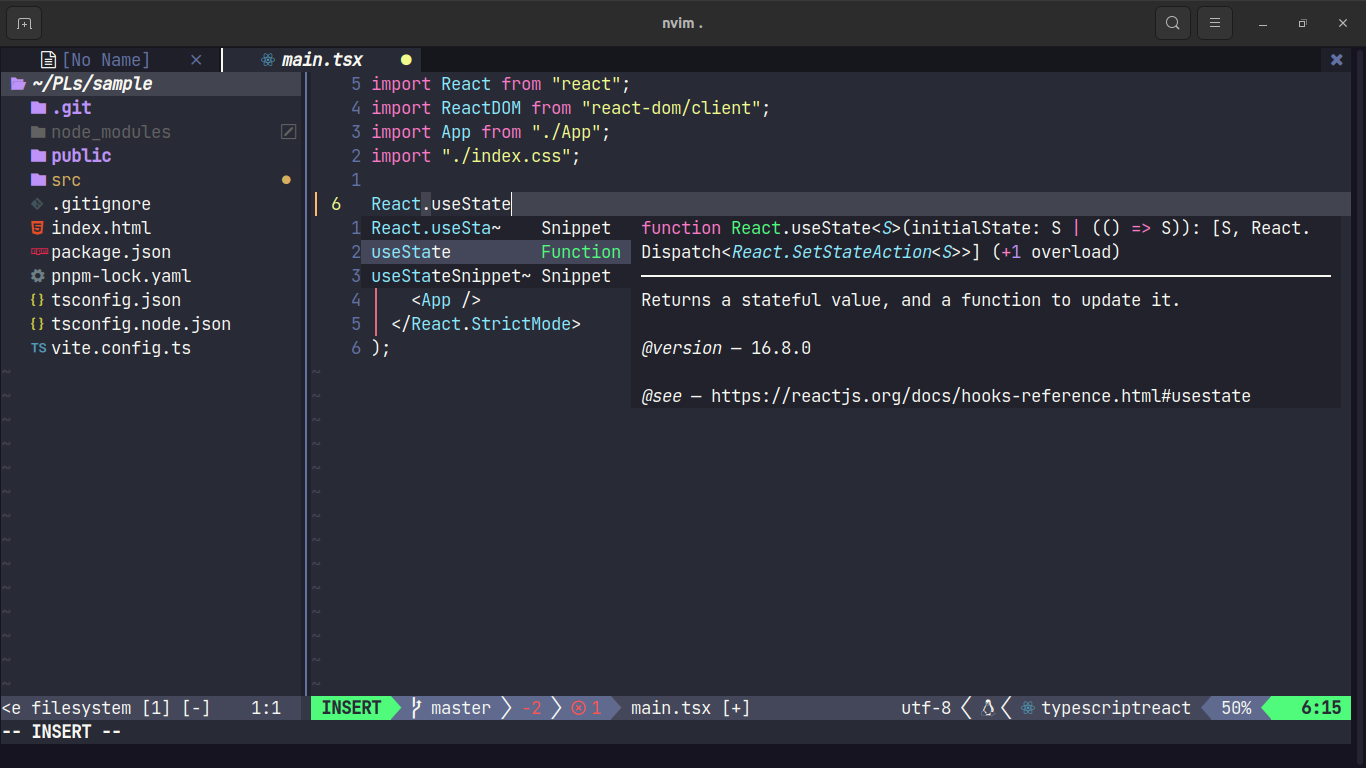 nvim .
[No Name] × main.tsx
~/PLs/sample
.git
node_modules
public
src
.gitignore
index.html
package.json
pnpm-lock.yaml
{} tsconfig.json
{} tsconfig.node.json
TS vite.config.ts
5 import React from "react";
4 import ReactDOM from "react-dom/client";
3 import App from "./App";
2 import "./index.css";
1
6 React.useState
1 React.useSta~ Snippet
2 useState Function
3 useStateSnippet~ Snippet
4 <App />
5 </React.StrictMode>
6 );
function React.useState<S>(initialState: S | (() => S)): [S, React.
Dispatch<React.SetStateAction<S>>] (+1 overload)
Returns a stateful value, and a function to update it.
@version — 16.8.0
@see — https://reactjs.org/docs/hooks-reference.html#usestate
<e filesystem [1] [-] 1:1 INSERT master -2 1 main.tsx [+] utf-8 typescriptreact 50% 6:15
-- INSERT --